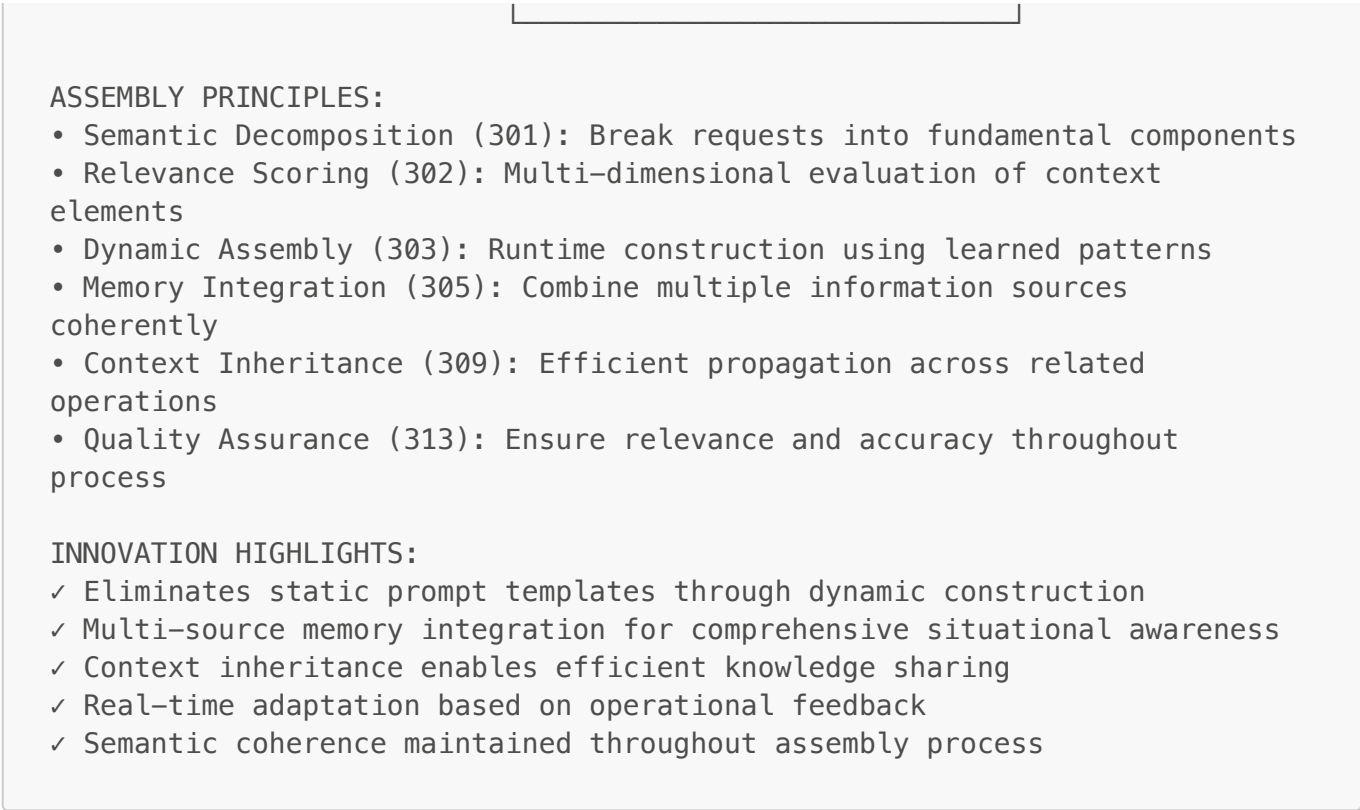 ASSEMBLY PRINCIPLES:
• Semantic Decomposition (301): Break requests into fundamental components
• Relevance Scoring (302): Multi–dimensional evaluation of context
elements
• Dynamic Assembly (303): Runtime construction using learned patterns
• Memory Integration (305): Combine multiple information sources
coherently
• Context Inheritance (309): Efficient propagation across related
operations
• Quality Assurance (313): Ensure relevance and accuracy throughout
process
INNOVATION HIGHLIGHTS:
✓ Eliminates static prompt templates through dynamic construction
✓ Multi–source memory integration for comprehensive situational awareness
✓ Context inheritance enables efficient knowledge sharing
✓ Real–time adaptation based on operational feedback
✓ Semantic coherence maintained throughout assembly process